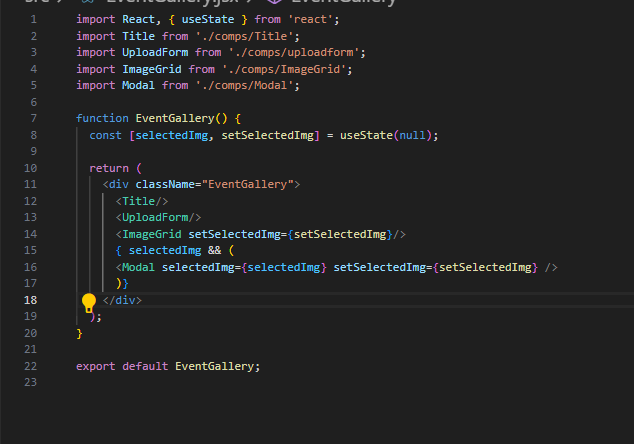 src > EventGallery.jsx > EventGallery
1 import React, { useState } from 'react';
2 import Title from './comps/Title';
3 import UploadForm from './comps/uploadform';
4 import ImageGrid from './comps/ImageGrid';
5 import Modal from './comps/Modal';
6
7 function EventGallery() {
8 const [selectedImg, setSelectedImg] = useState(null);
9
10 return (
11 <div className="EventGallery">
12 <Title/>
13 <UploadForm/>
14 <ImageGrid setSelectedImg={setSelectedImg}/>
15 { selectedImg && (
16 <Modal selectedImg={selectedImg} setSelectedImg={setSelectedImg} />
17 )}
18 </div>
19 );
20 }
21
22 export default EventGallery;
23